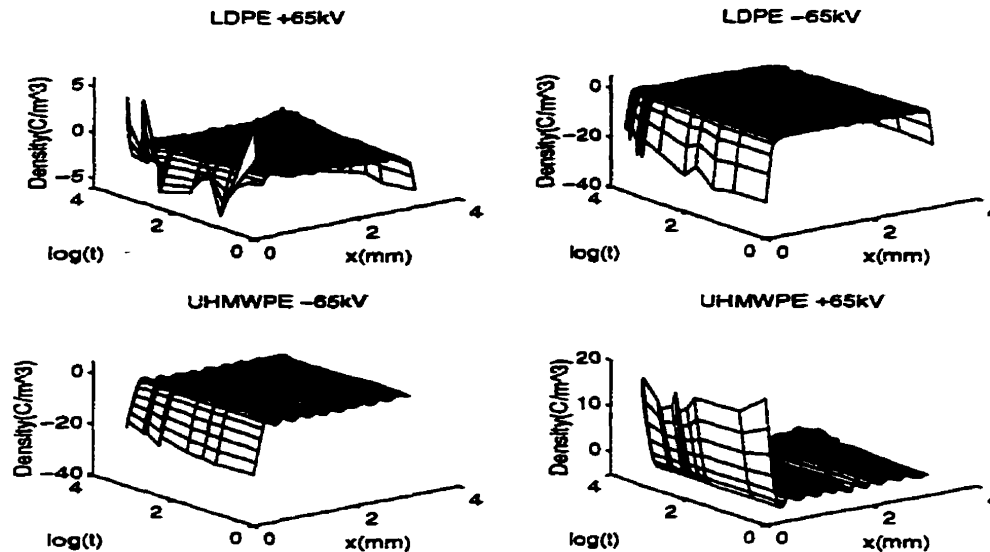 LDPE +65kV
LDPE −65kV
Density(C/m^3)
5
0
−5
4
2
0
log(t)
0
2
4
x(mm)
Density(C/m^3)
0
−20
−40
4
2
0
log(t)
0
2
4
x(mm)
UHMWPE −65kV
UHMWPE +65kV
Density(C/m^3)
0
−20
−40
4
2
0
log(t)
0
2
4
x(mm)
Density(C/m^3)
20
10
0
4
2
0
log(t)
0
2
4
x(mm)